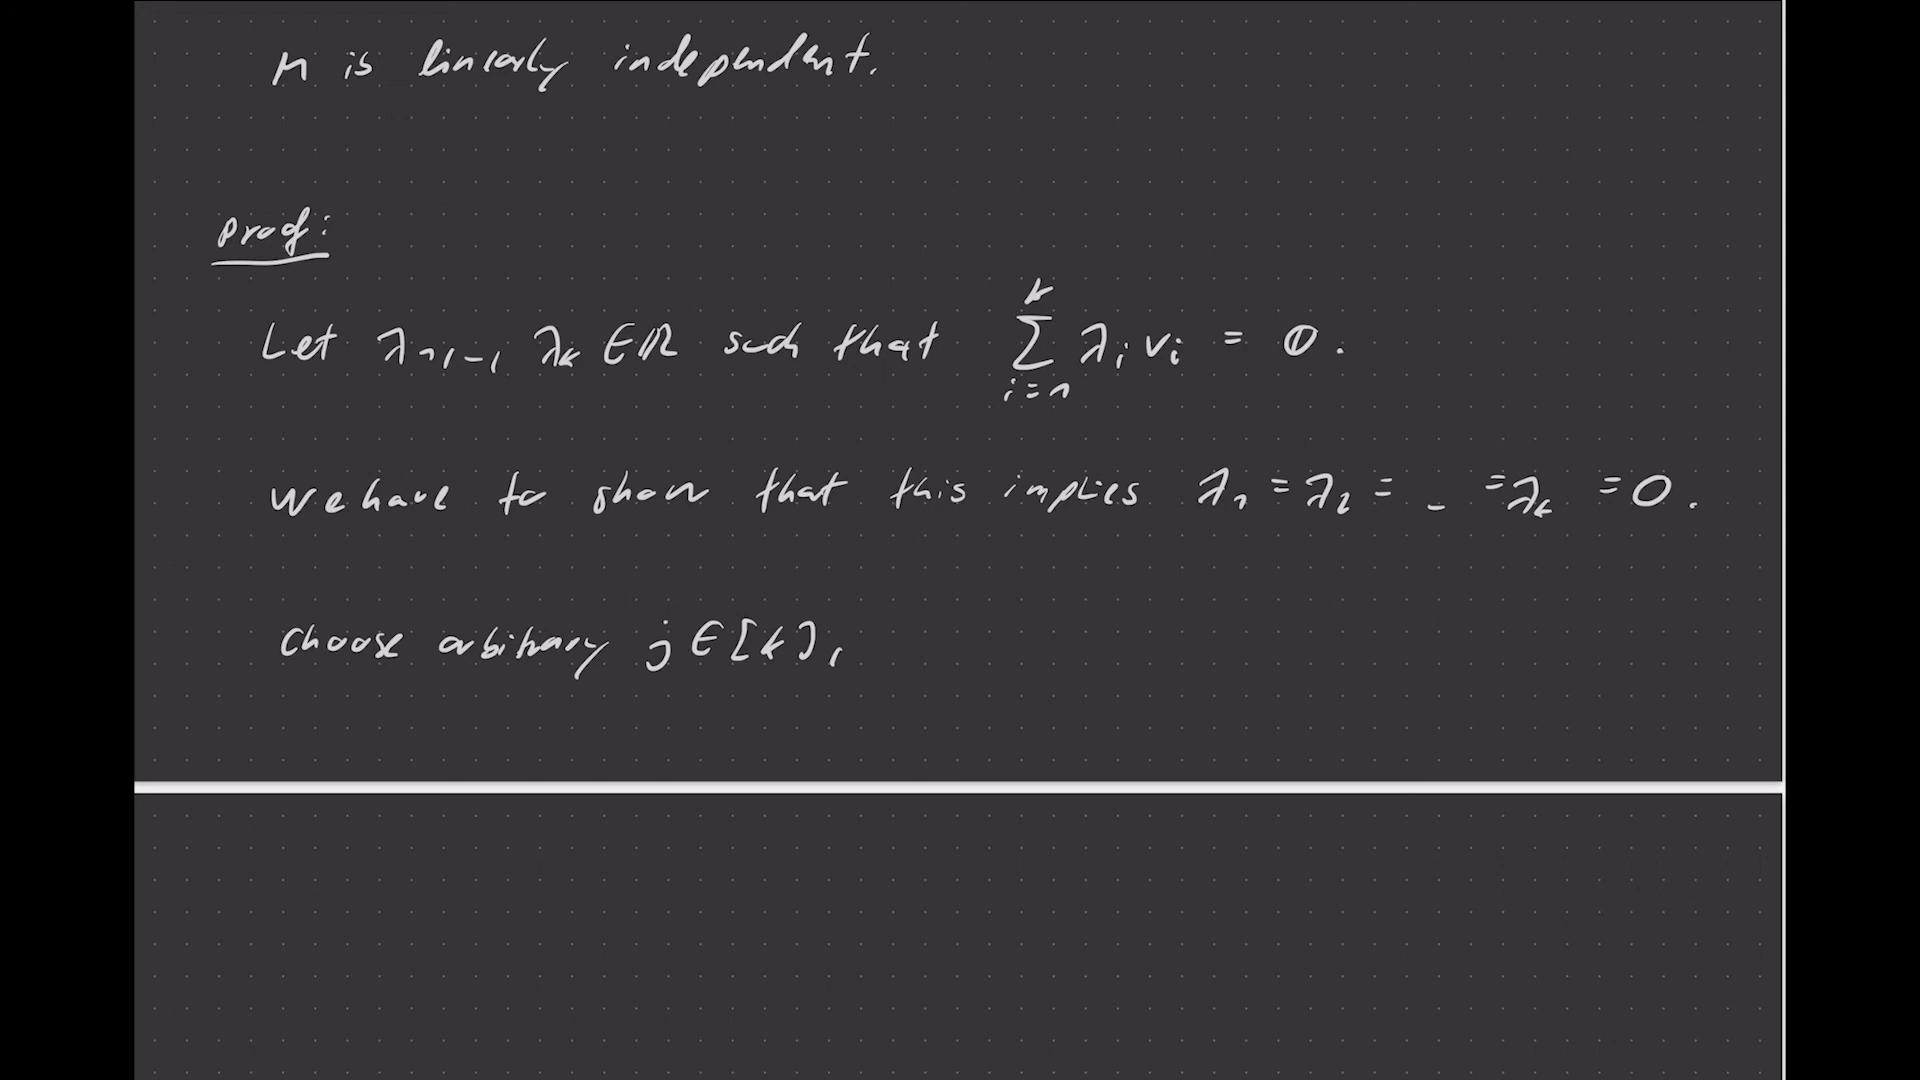 M is linearly independent.
Proof:
Let λ₁,–, λₖ ∈ ℝ such that ∑ᵢ₌₁ᵏ λᵢ vᵢ = 𝟘.
We have to show that this implies λ₁ = λ₂ = – = λₖ = 0.
Choose arbitrary j ∈ [k],